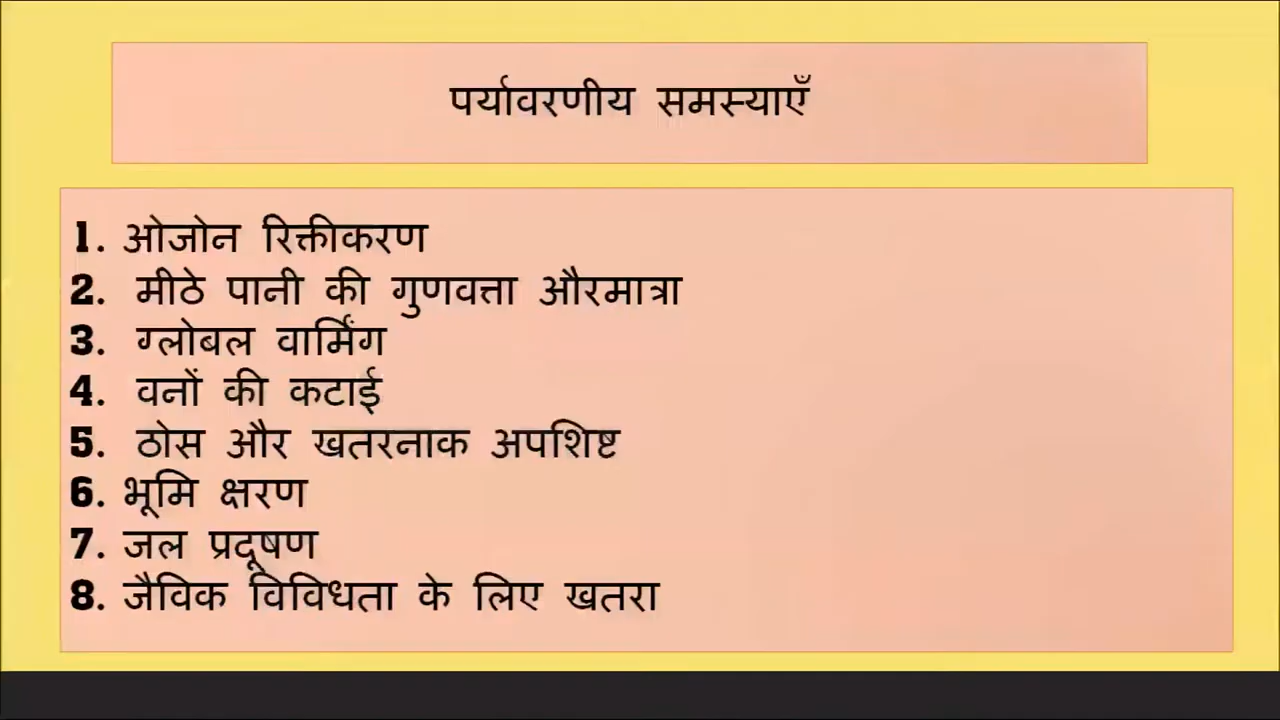 पर्यावरणीय समस्याएँ
1. ओजोन रिक्तीकरण
2. मीठे पानी की गुणवत्ता औरमात्रा
3. ग्लोबल वार्मिंग
4. वनों की कटाई
5. ठोस और खतरनाक अपशिष्ट
6. भूमि क्षरण
7. जल प्रदूषण
8. जैविक विविधता के लिए खतरा